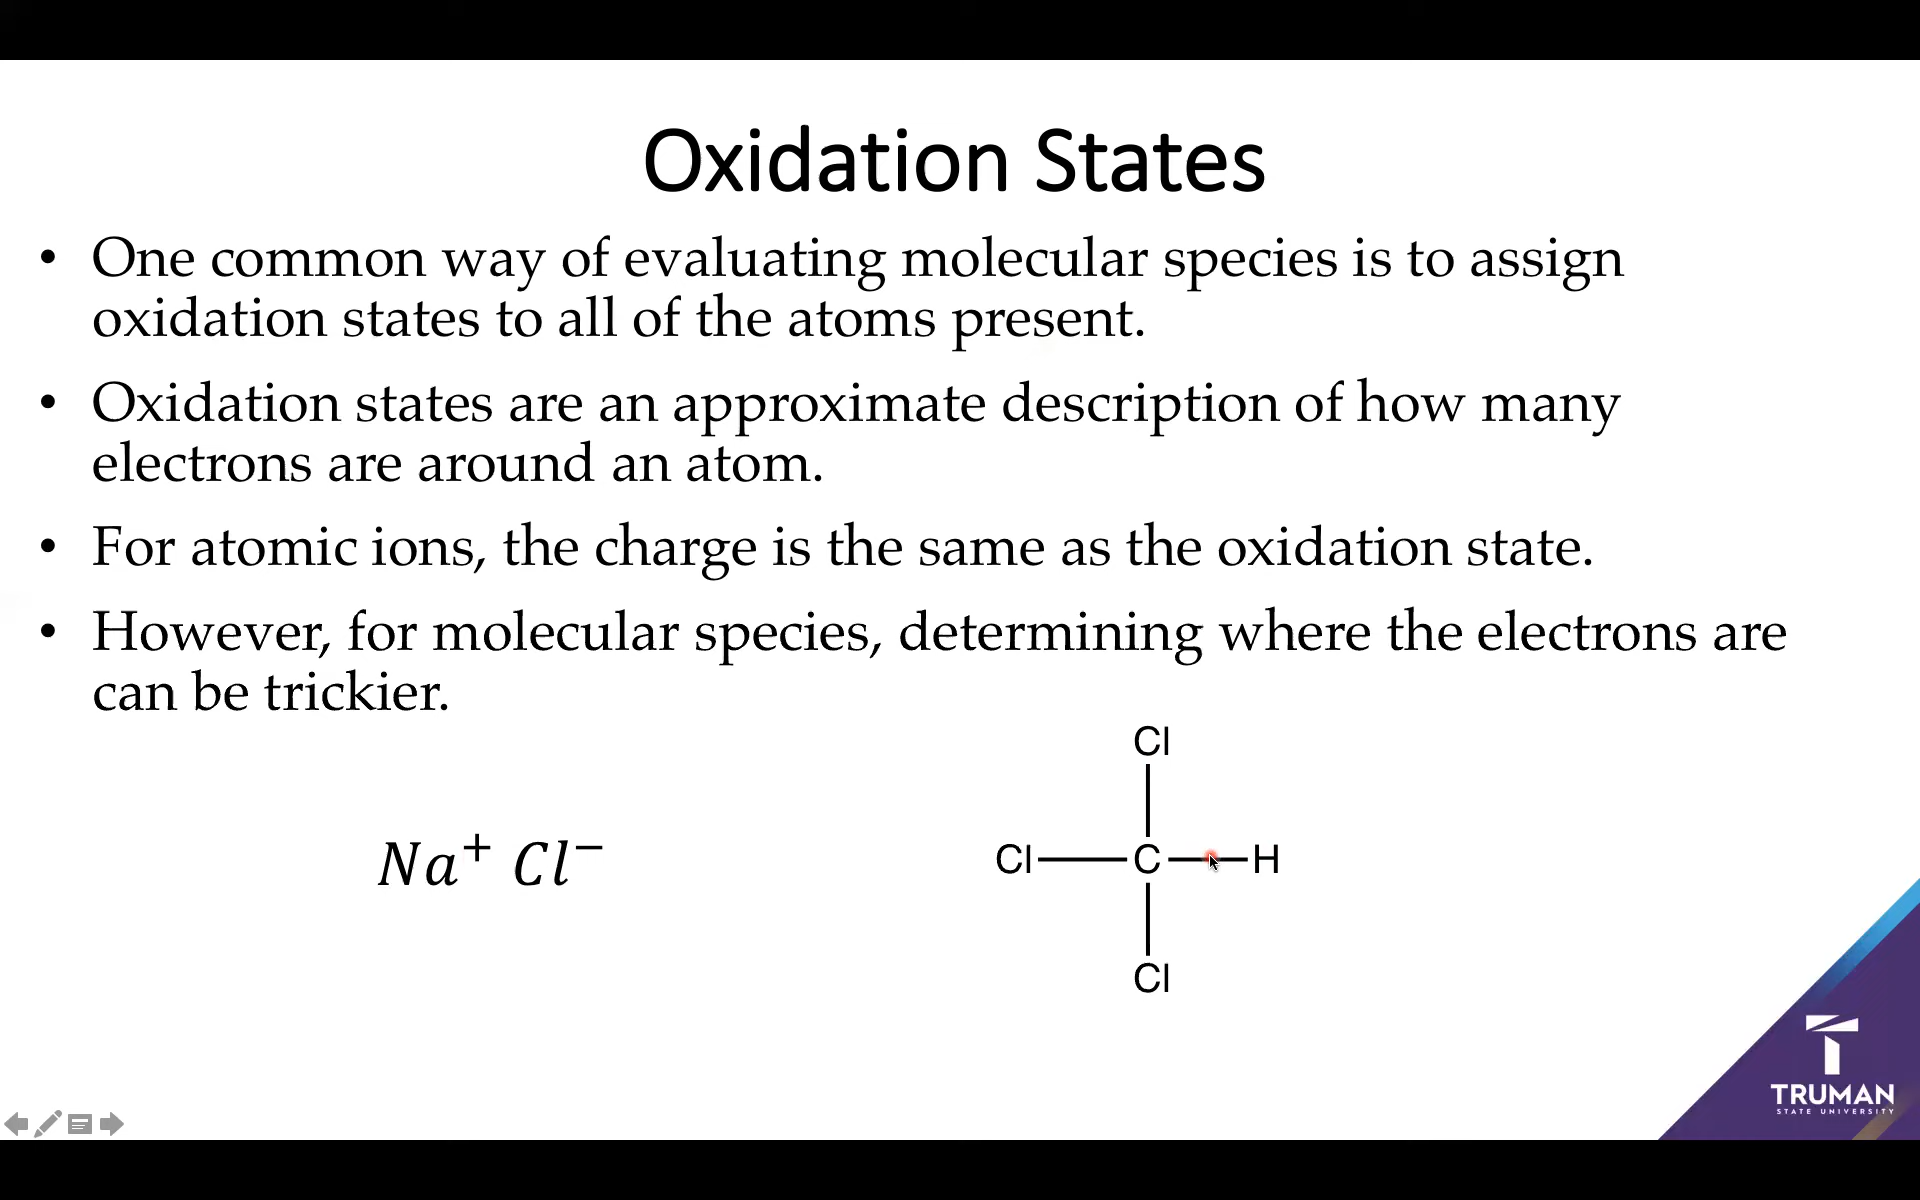 Oxidation States
• One common way of evaluating molecular species is to assign
oxidation states to all of the atoms present.
• Oxidation states are an approximate description of how many
electrons are around an atom.
• For atomic ions, the charge is the same as the oxidation state.
• However, for molecular species, determining where the electrons are
can be trickier.
Cl
Na⁺ Cl⁻
Cl C H
Cl
TRUMAN
STATE UNIVERSITY